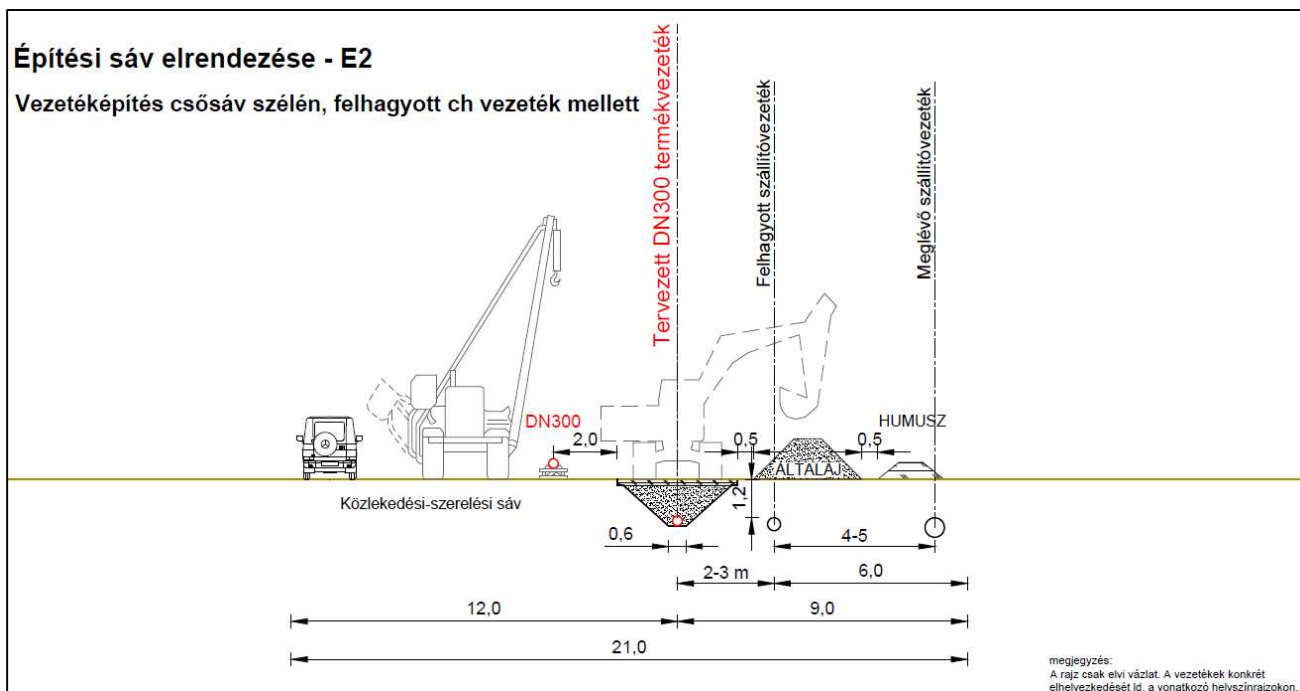 Építési sáv elrendezése - E2
Vezetéképítés csősáv szélén, felhagyott ch vezeték mellett
Tervezett DN300 termékvezeték
Felhagyott szállítóvezeték
Meglévő szállítóvezeték
DN300
HUMUSZ
2,0
0,5
0,5
ÁLTALAJ
Közlekedési-szerelési sáv
1,2
0,6
4-5
2-3 m
6,0
12,0
9,0
21,0
megjegyzés:
A rajz csak elvi vázlat. A vezetékek konkrét
elhelyezkedését ld. a vonatkozó helyszínrajzokon.